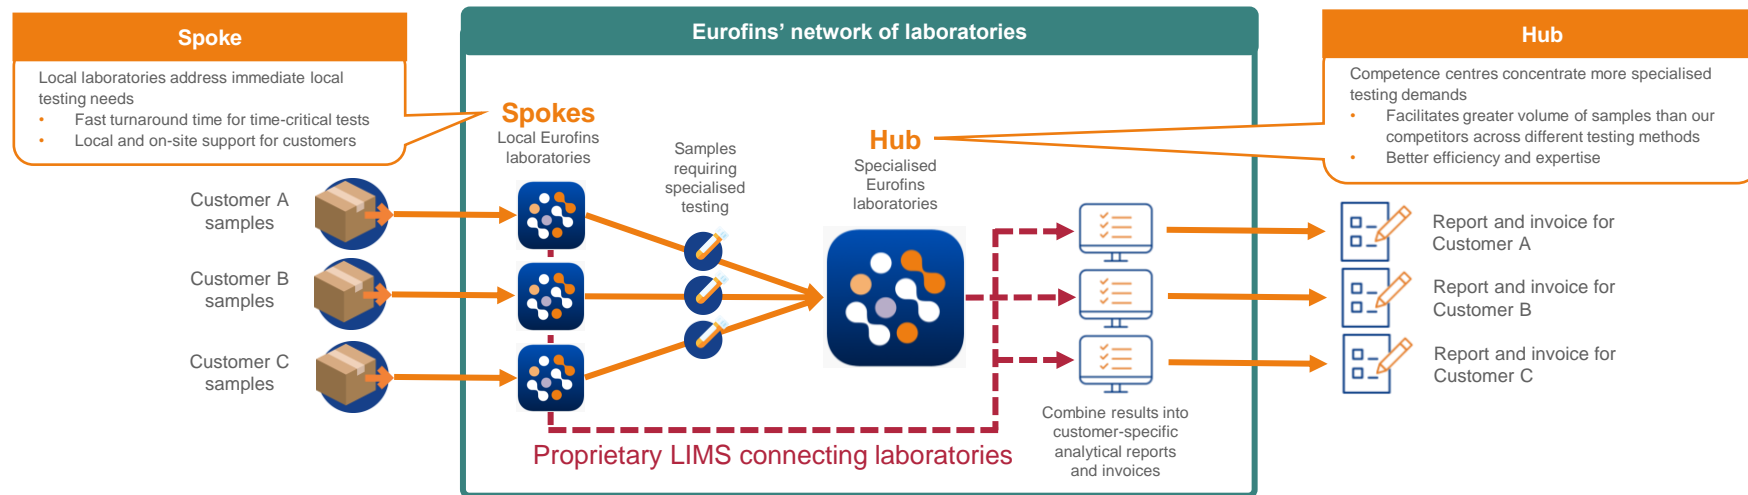 Spoke
Local laboratories address immediate local
testing needs
• Fast turnaround time for time-critical tests
• Local and on-site support for customers
Eurofins’ network of laboratories
Hub
Competence centres concentrate more specialised
testing demands
• Facilitates greater volume of samples than our
competitors across different testing methods
• Better efficiency and expertise
Spokes
Local Eurofins
laboratories
Samples
requiring
specialised
testing
Hub
Specialised
Eurofins
laboratories
Customer A
samples
Customer B
samples
Customer C
samples
Report and invoice for
Customer A
Report and invoice for
Customer B
Report and invoice for
Customer C
Combine results into
customer-specific
analytical reports
and invoices
Proprietary LIMS connecting laboratories